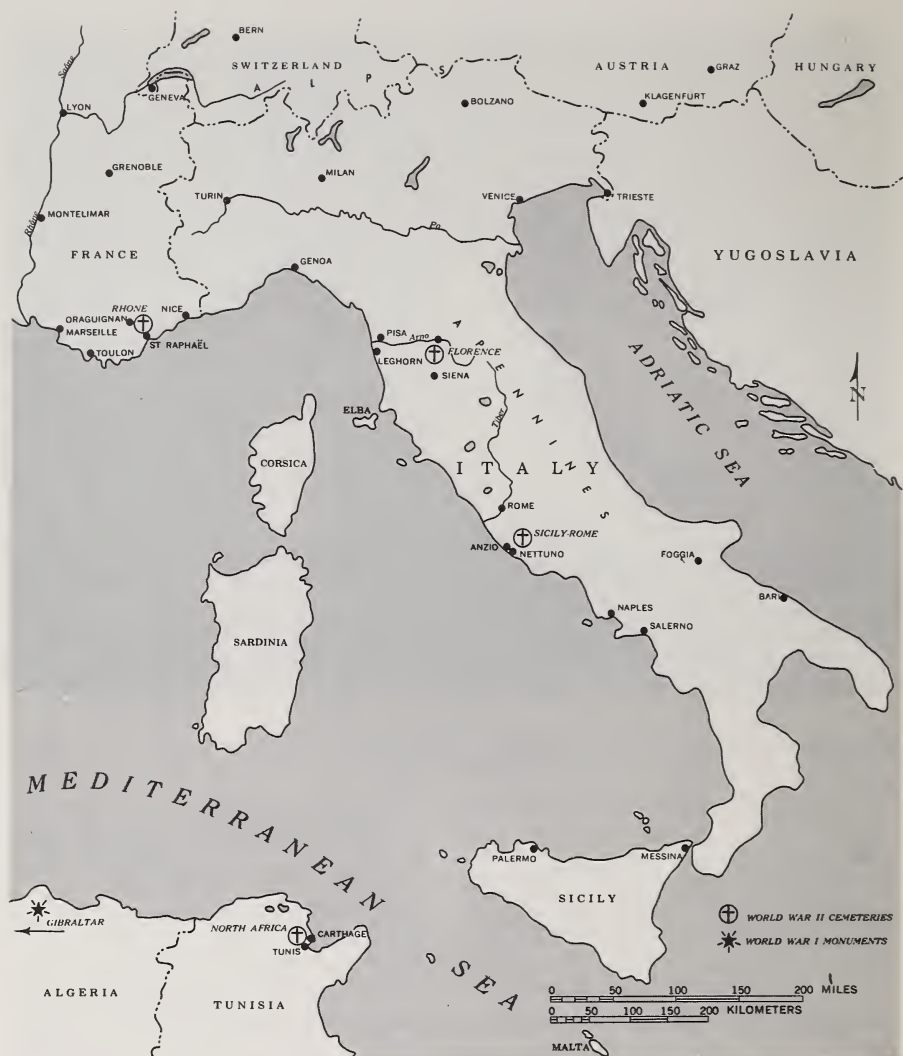 BERN
SWITZERLAND
A L P S
AUSTRIA
GRAZ
HUNGARY
KLAGENFURT
Saône
GENEVA
LYON
BOLZANO
GRENOBLE
MILAN
TURIN
VENICE
TRIESTE
Rhône
MONTELIMAR
Po
FRANCE
YUGOSLAVIA
GENOA
RHONE
NICE
ORAGUIGNAN
MARSEILLE
ST RAPHAËL
TOULON
PISA
Arno
FLORENCE
LEGHORN
SIENA
APENNINES
ADRIATIC SEA
N
ELBA
Tiber
CORSICA
ITALY
ROME
SICILY-ROME
ANZIO
NETTUNO
FOGGIA
BARI
NAPLES
SALERNO
SARDINIA
MEDITERRANEAN SEA
PALERMO
MESSINA
SICILY
GIBRALTAR
NORTH AFRICA
CARTHAGE
TUNIS
WORLD WAR II CEMETERIES
WORLD WAR I MONUMENTS
ALGERIA
TUNISIA
0 50 100 150 200 MILES
0 50 100 150 200 KILOMETERS
MALTA